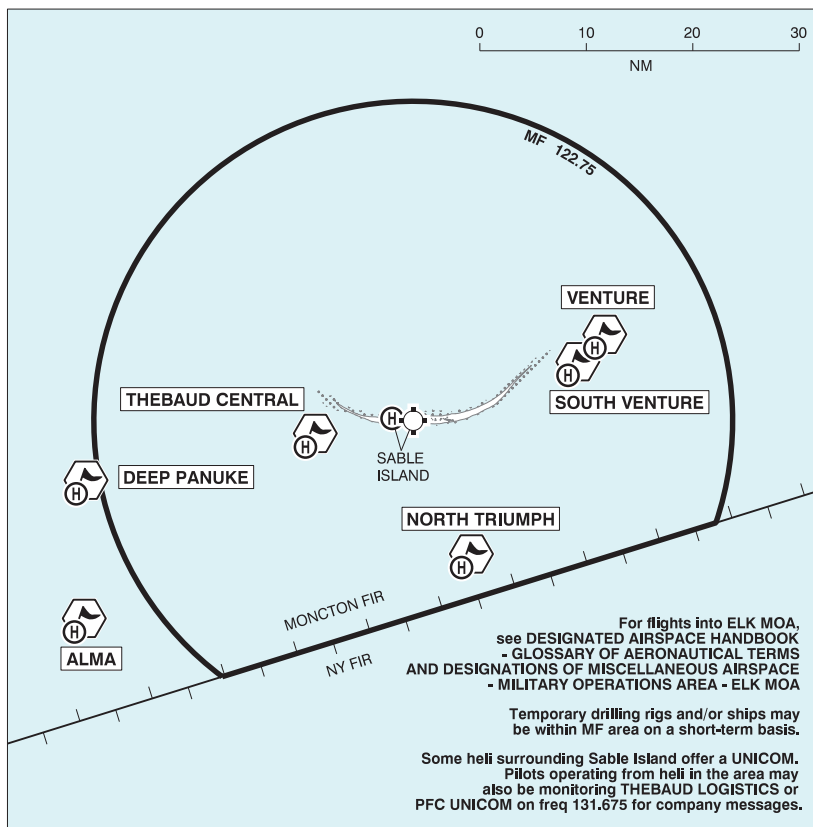 0 10 20 30
NM
MF 122.75
VENTURE
THEBAUD CENTRAL
SOUTH VENTURE
H
H
H
H
SABLE
ISLAND
DEEP PANUKE
H
NORTH TRIUMPH
H
MONCTON FIR
NY FIR
H
ALMA
For flights into ELK MOA,
see DESIGNATED AIRSPACE HANDBOOK
- GLOSSARY OF AERONAUTICAL TERMS
AND DESIGNATIONS OF MISCELLANEOUS AIRSPACE
- MILITARY OPERATIONS AREA - ELK MOA
Temporary drilling rigs and/or ships may
be within MF area on a short-term basis.
Some heli surrounding Sable Island offer a UNICOM.
Pilots operating from heli in the area may
also be monitoring THEBAUD LOGISTICS or
PFC UNICOM on freq 131.675 for company messages.